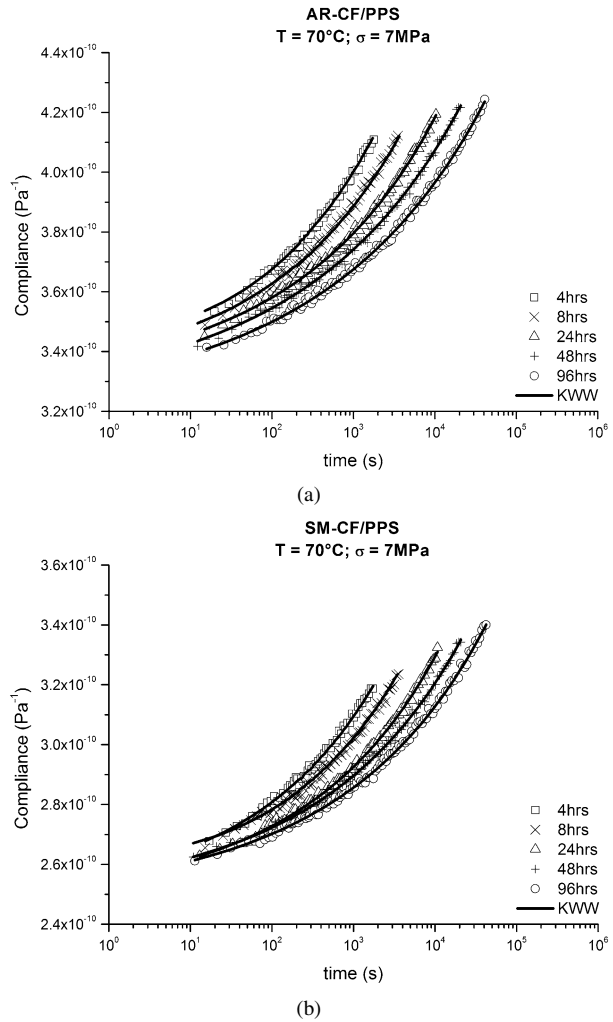 AR-CF/PPS
T = 70°C; σ = 7MPa
4.4x10⁻¹⁰
4.2x10⁻¹⁰
4.0x10⁻¹⁰
3.8x10⁻¹⁰
3.6x10⁻¹⁰
3.4x10⁻¹⁰
3.2x10⁻¹⁰
Compliance (Pa⁻¹)
4hrs
8hrs
24hrs
48hrs
96hrs
KWW
10⁰ 10¹ 10² 10³ 10⁴ 10⁵ 10⁶
time (s)
(a)
SM-CF/PPS
T = 70°C; σ = 7MPa
3.6x10⁻¹⁰
3.4x10⁻¹⁰
3.2x10⁻¹⁰
3.0x10⁻¹⁰
2.8x10⁻¹⁰
2.6x10⁻¹⁰
2.4x10⁻¹⁰
Compliance (Pa⁻¹)
4hrs
8hrs
24hrs
48hrs
96hrs
KWW
10⁰ 10¹ 10² 10³ 10⁴ 10⁵ 10⁶
time (s)
(b)